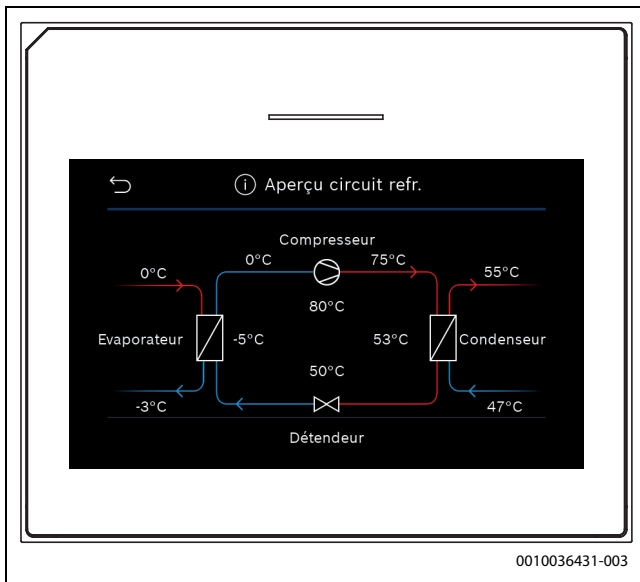 Aperçu circuit refr.
Compresseur
0°C
0°C
75°C
55°C
80°C
Evaporateur
-5°C
53°C
Condenseur
50°C
-3°C
47°C
Détendeur
0010036431-003